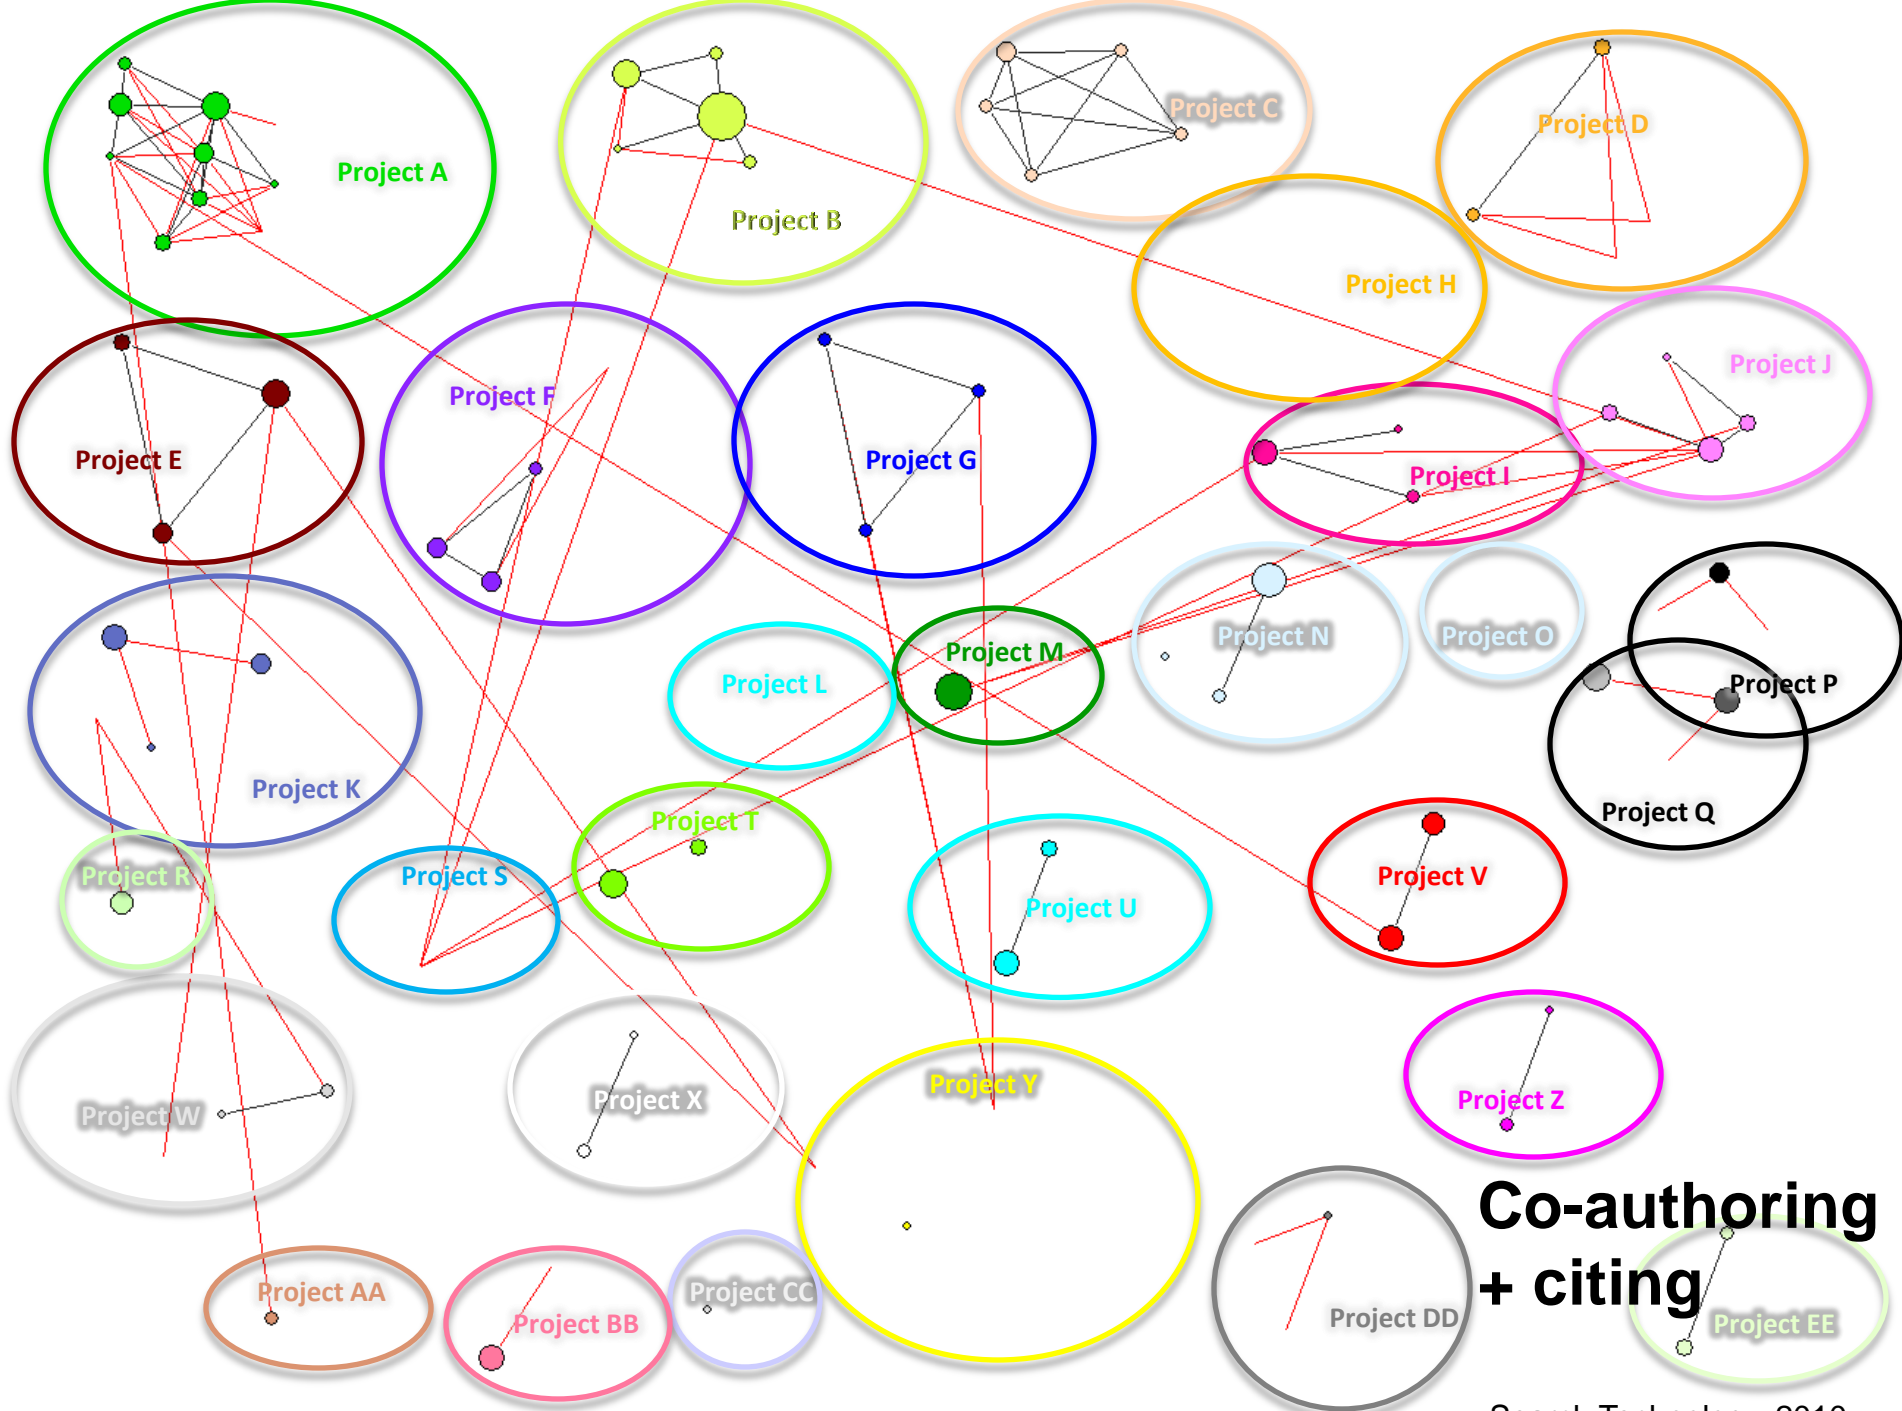 Project A
Project B
Project C
Project D
Project H
Project E
Project F
Project G
Project I
Project J
Project K
Project L
Project M
Project N
Project O
Project P
Project Q
Project R
Project S
Project T
Project U
Project V
Project W
Project X
Project Y
Project Z
Project AA
Project BB
Project CC
Project DD
Project EE
Co-authoring
+ citing
2010